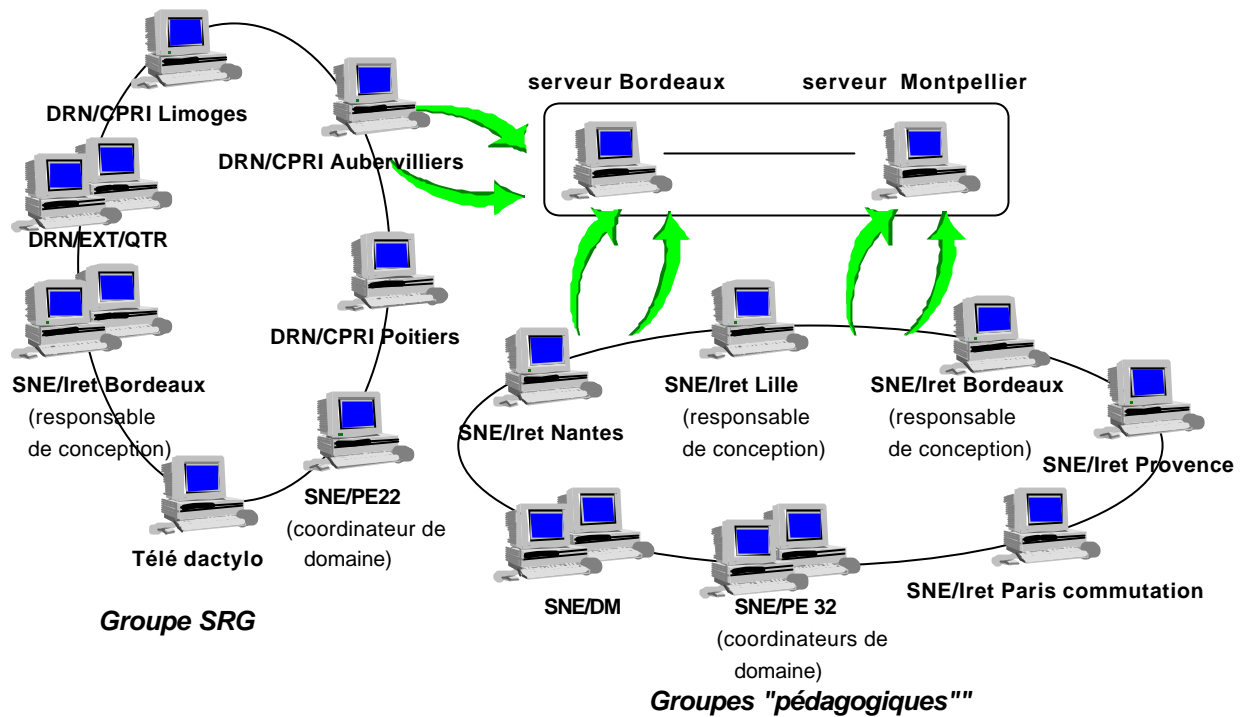 serveur Bordeaux
serveur Montpellier
DRN/CPRI Limoges
DRN/CPRI Aubervilliers
DRN/EXT/QTR
DRN/CPRI Poitiers
SNE/Iret Bordeaux
(responsable
de conception)
SNE/PE22
(coordinateur de
domaine)
Télé dactylo
Groupe SRG
SNE/Iret Lille
(responsable
de conception)
SNE/Iret Bordeaux
(responsable
de conception)
SNE/Iret Nantes
SNE/Iret Provence
SNE/DM
SNE/PE 32
(coordinateurs de
domaine)
SNE/Iret Paris commutation
Groupes "pédagogiques""